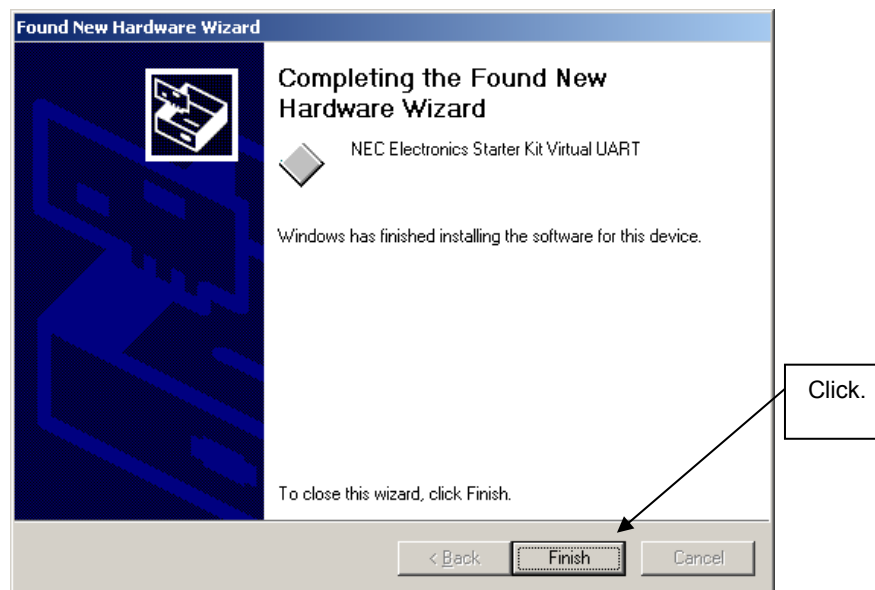 Found New Hardware Wizard
Completing the Found New
Hardware Wizard
NEC Electronics Starter Kit Virtual UART
Windows has finished installing the software for this device.
Click.
To close this wizard, click Finish.
< Back
Finish
Cancel